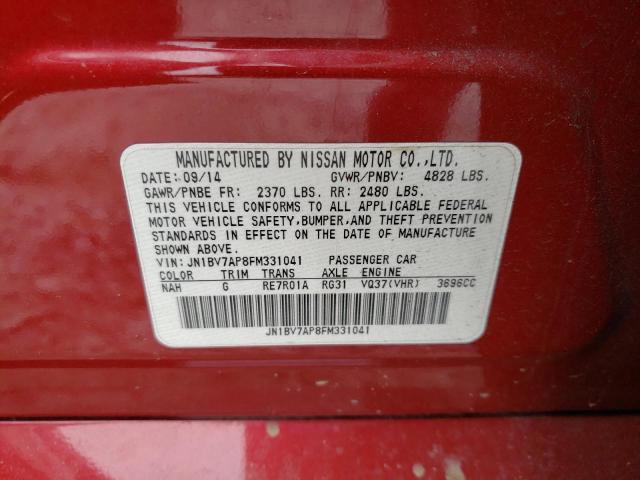 MANUFACTURED BY NISSAN MOTOR CO.,LTD.
DATE: 09/14 GVWR/PNBV: 4828 LBS.
GAWR/PNBE FR: 2370 LBS. RR: 2480 LBS.
THIS VEHICLE CONFORMS TO ALL APPLICABLE FEDERAL
MOTOR VEHICLE SAFETY, BUMPER, AND THEFT PREVENTION
STANDARDS IN EFFECT ON THE DATE OF MANUFACTURE
SHOWN ABOVE.
VIN: JN1BV7AP8FM331041 PASSENGER CAR
COLOR TRIM TRANS AXLE ENGINE
NAH G RE7R01A RG31 VQ37(VHR) 3696CC
JN1BV7AP8FM331041